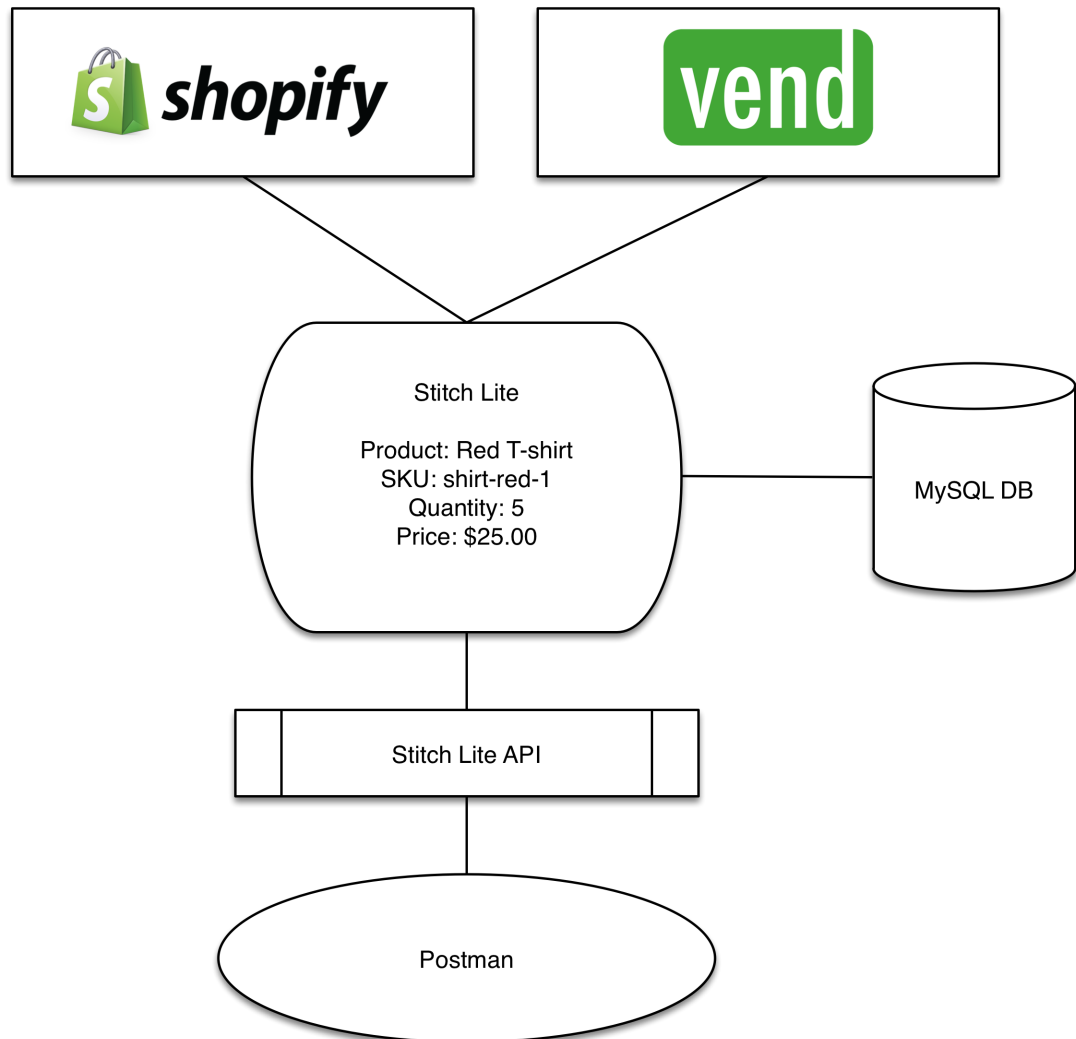 shopify
vend
Stitch Lite
Product: Red T-shirt
SKU: shirt-red-1
Quantity: 5
Price: $25.00
MySQL DB
Stitch Lite API
Postman